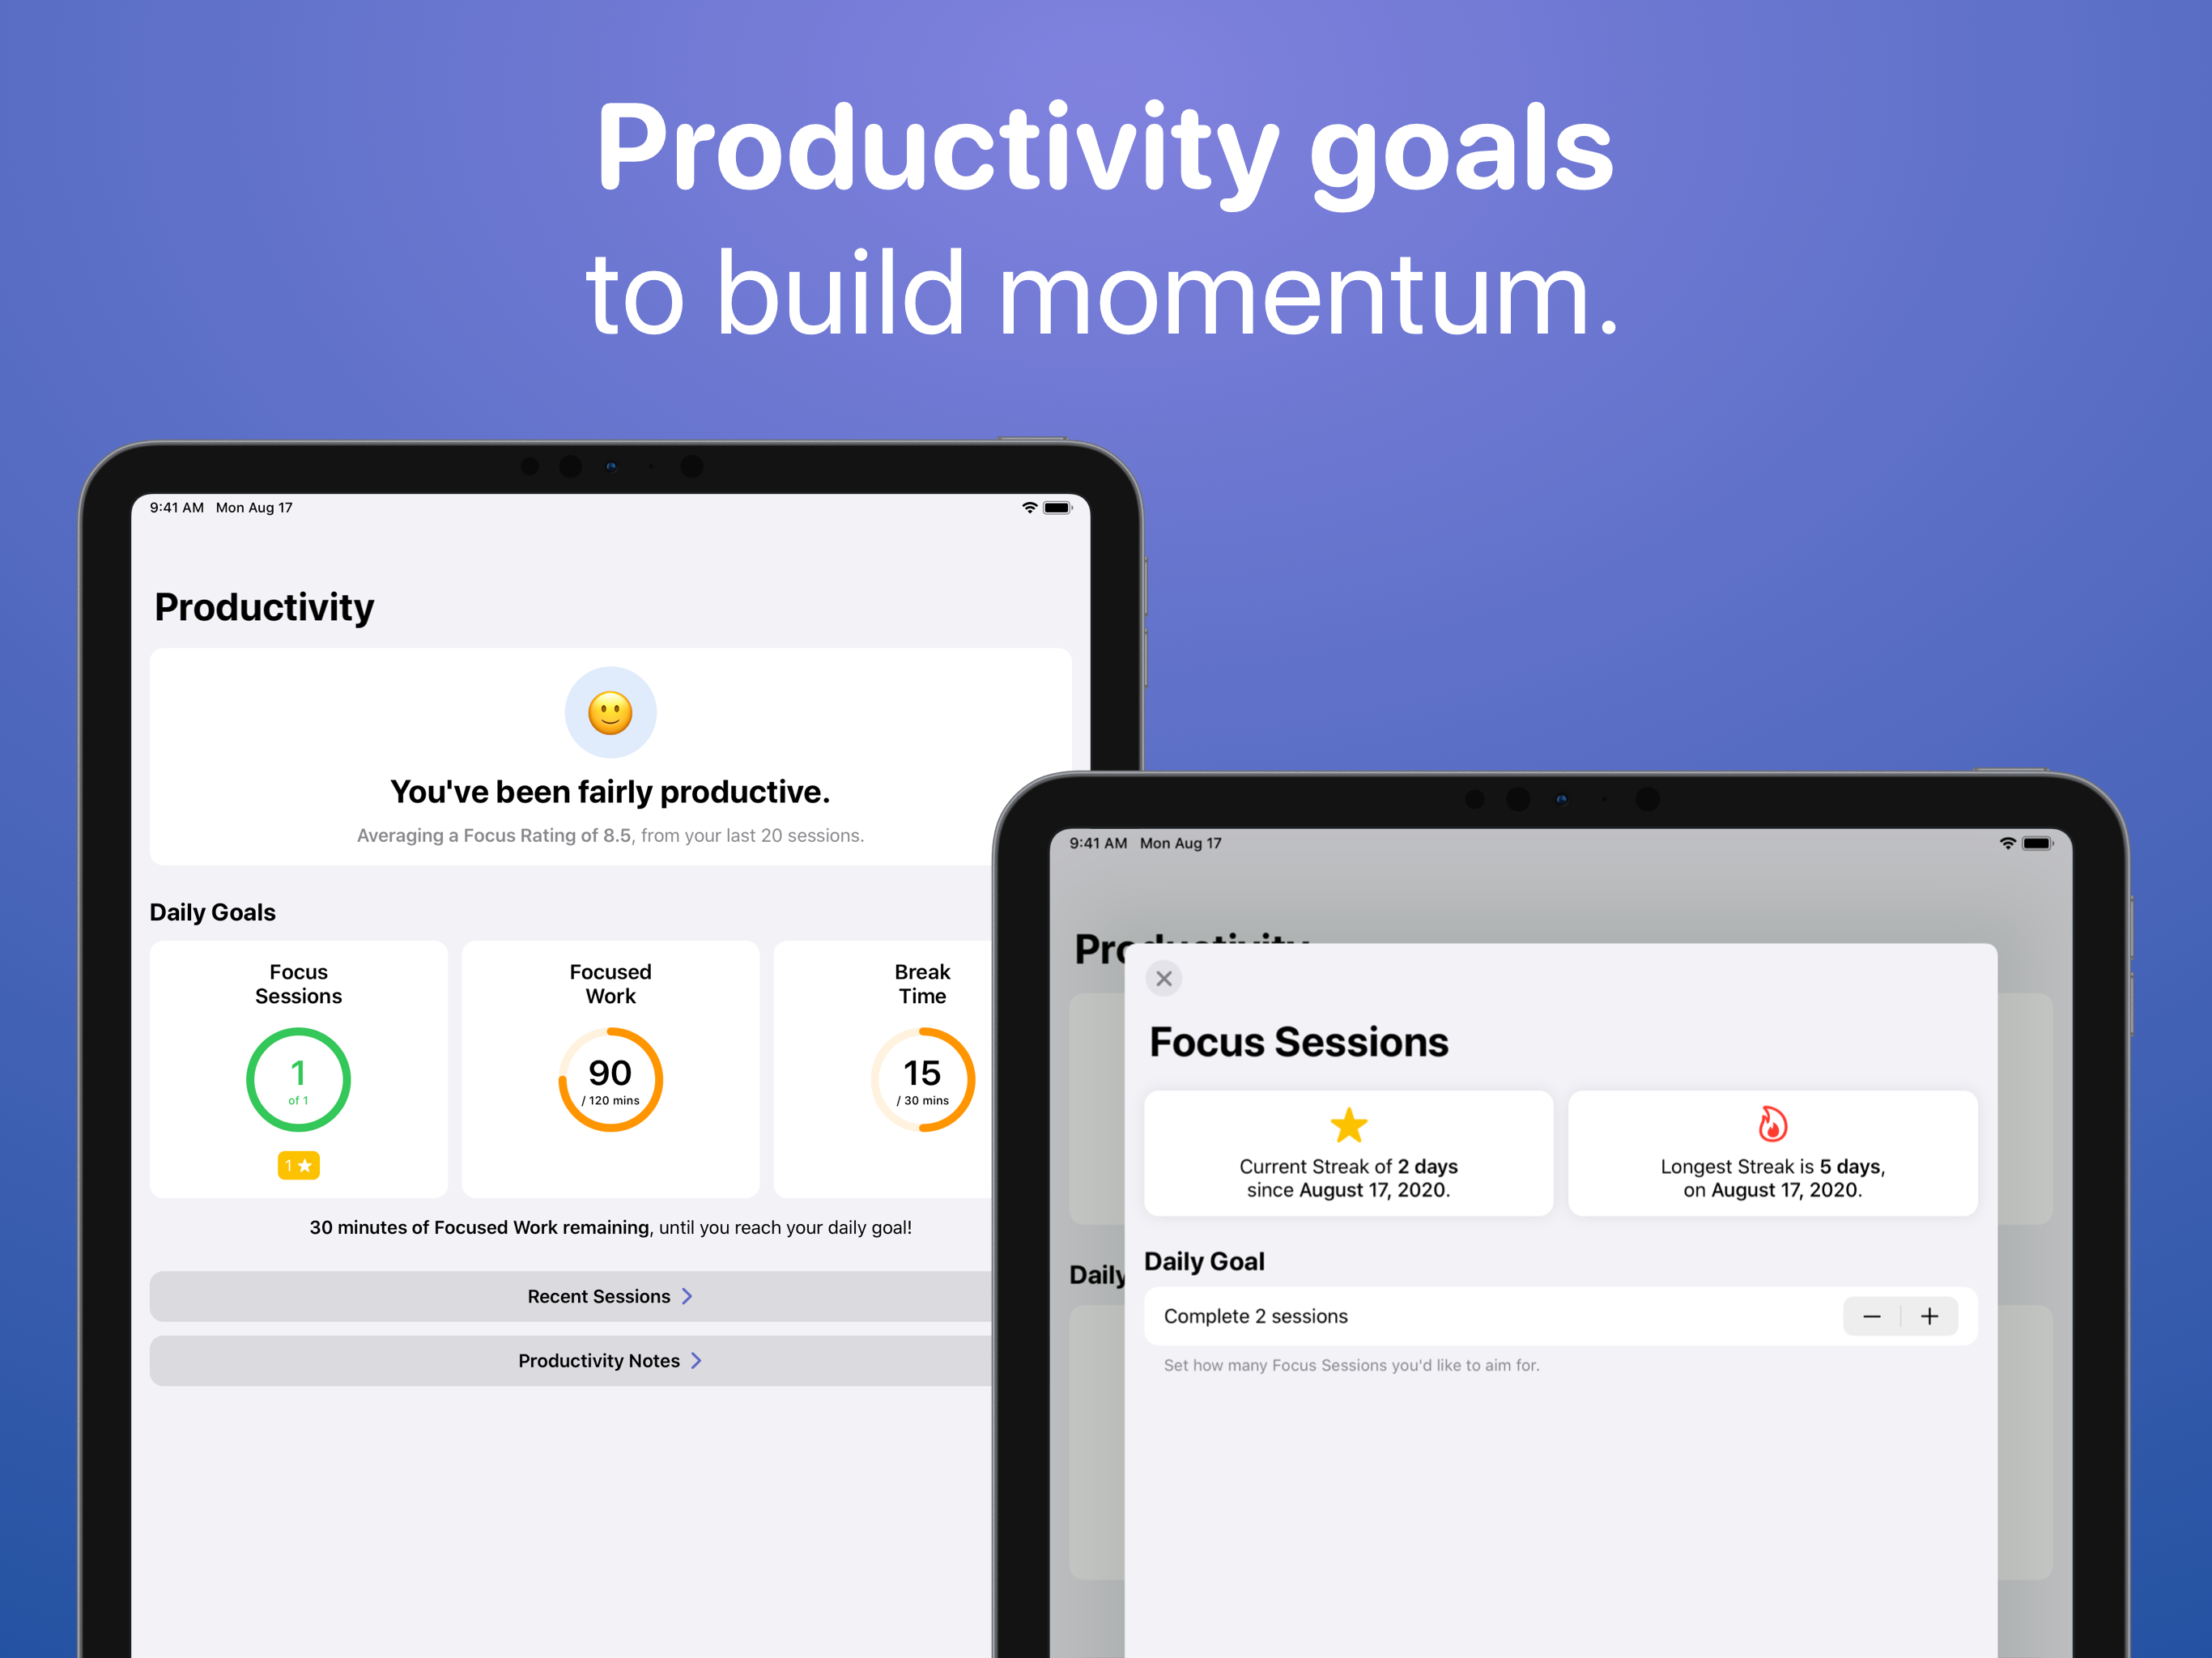 Productivity goals
to build momentum.
9:41 AM Mon Aug 17
Productivity
You've been fairly productive.
Averaging a Focus Rating of 8.5, from your last 20 sessions.
Daily Goals
Focus
Sessions
1
of 1
1
Focused
Work
90
/ 120 mins
Break
Time
15
/ 30 mins
30 minutes of Focused Work remaining, until you reach your daily goal!
Recent Sessions
Productivity Notes
9:41 AM Mon Aug 17
Productivity
Focus Sessions
Current Streak of 2 days
since August 17, 2020.
Longest Streak is 5 days,
on August 17, 2020.
Daily
Daily Goal
Complete 2 sessions
Set how many Focus Sessions you'd like to aim for.